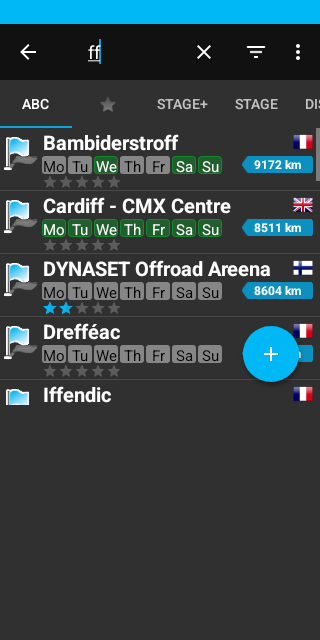 ff
ABC STAGE+ STAGE DI
Bambiderstroff
Mo Tu We Th Fr Sa Su 9172 km
Cardiff - CMX Centre
Mo Tu We Th Fr Sa Su 8511 km
DYNASET Offroad Areena
Mo Tu We Th Fr Sa Su 8604 km
Drefféac
Mo Tu We Th Fr Sa Su
Iffendic